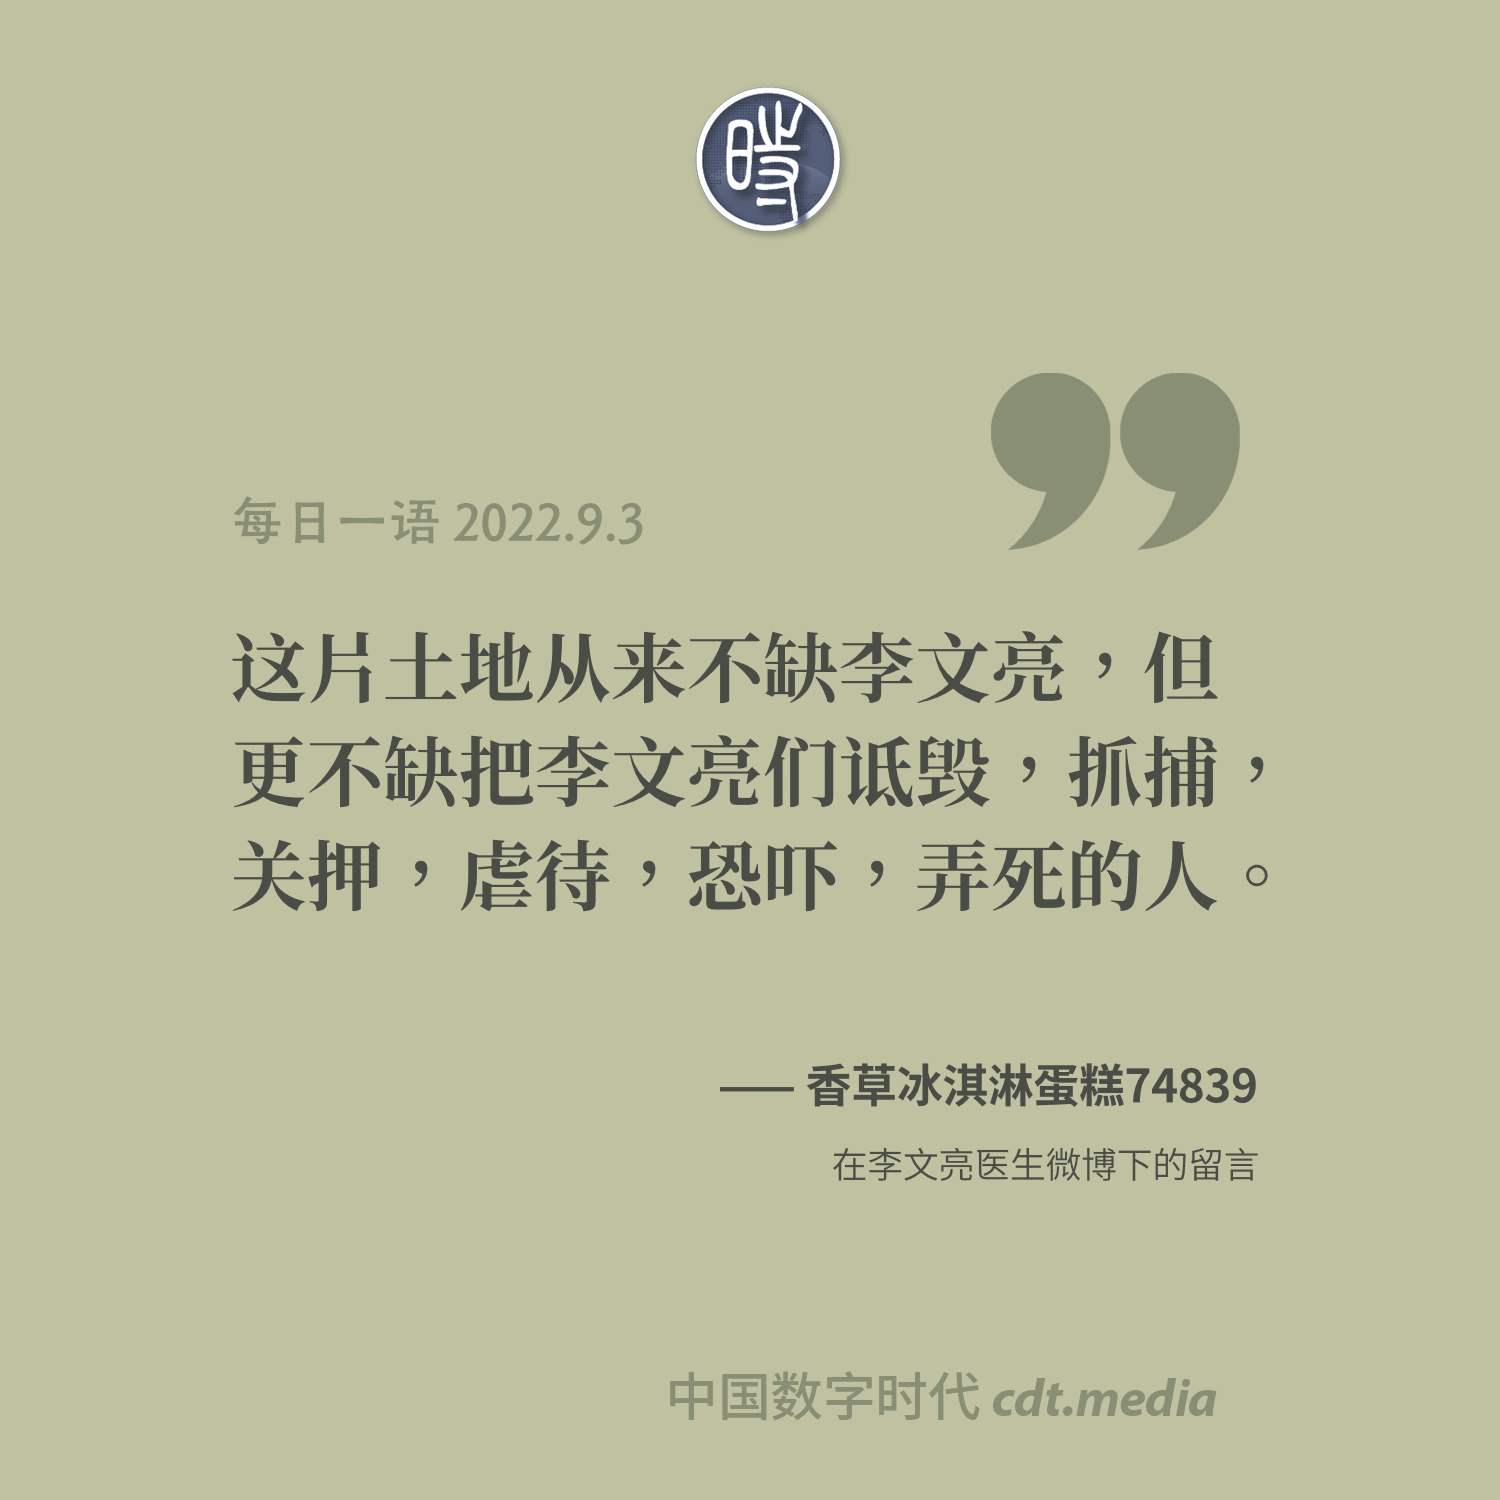 時
每日一语 2022.9.3
这片土地从来不缺李文亮，但
更不缺把李文亮们诋毁，抓捕，
关押，虐待，恐吓，弄死的人。
—— 香草冰淇淋蛋糕74839
在李文亮医生微博下的留言
中国数字时代 cdt.media